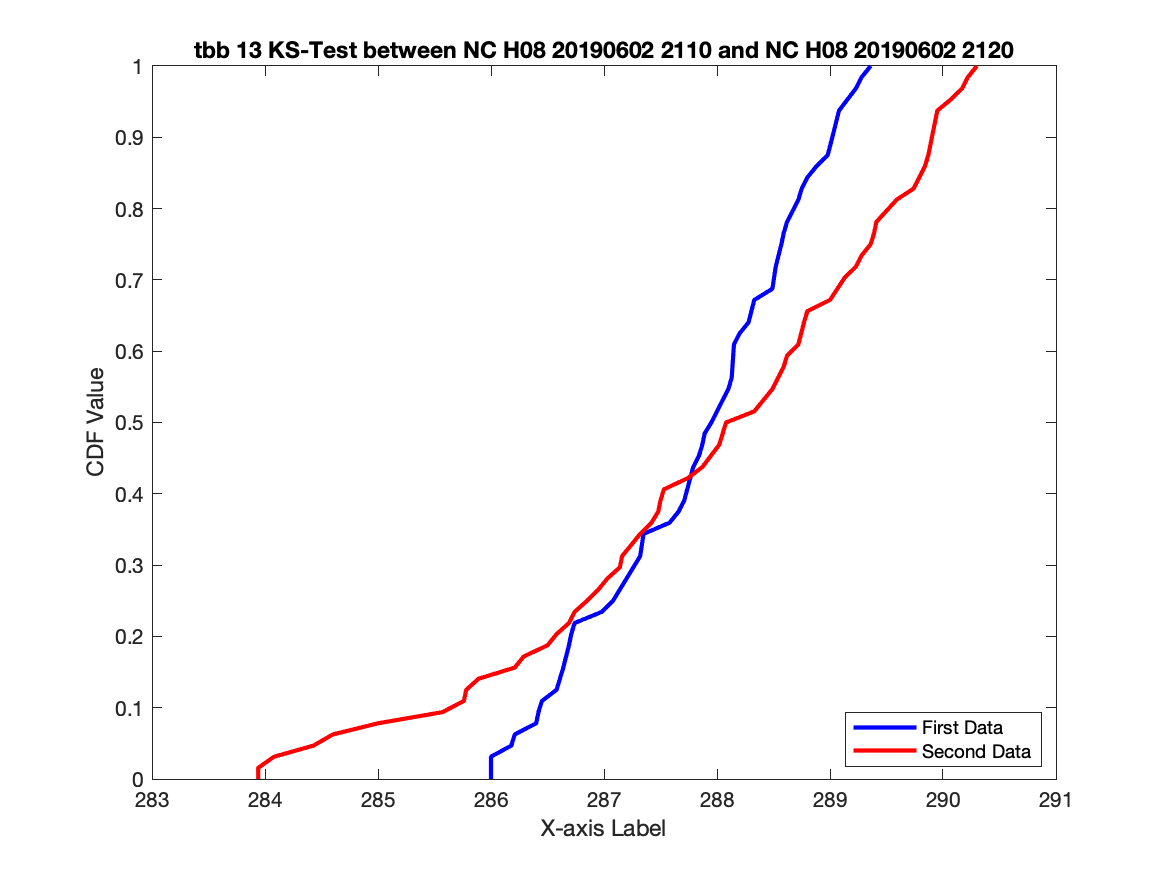 tbb 13 KS-Test between NC H08 20190602 2110 and NC H08 20190602 2120
1
0.9
0.8
0.7
0.6
0.5
0.4
0.3
0.2
0.1
0
CDF Value
First Data
Second Data
283 284 285 286 287 288 289 290 291
X-axis Label